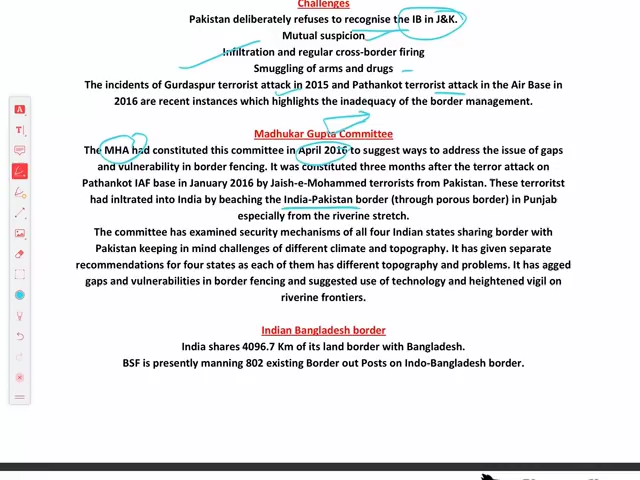 Challenges
Pakistan deliberately refuses to recognise the IB in J&K.
Mutual suspicion
Infiltration and regular cross-border firing
Smuggling of arms and drugs
The incidents of Gurdaspur terrorist attack in 2015 and Pathankot terrorist attack in the Air Base in
2016 are recent instances which highlights the inadequacy of the border management.
Madhukar Gupta Committee
The MHA had constituted this committee in April 2016 to suggest ways to address the issue of gaps
and vulnerability in border fencing. It was constituted three months after the terror attack on
Pathankot IAF base in January 2016 by Jaish-e-Mohammed terrorists from Pakistan. These terroritst
had inltrated into India by beaching the India-Pakistan border (through porous border) in Punjab
especially from the riverine stretch.
The committee has examined security mechanisms of all four Indian states sharing border with
Pakistan keeping in mind challenges of different climate and topography. It has given separate
recommendations for four states as each of them has different topography and problems. It has agged
gaps and vulnerabilities in border fencing and suggested use of technology and heightened vigil on
riverine frontiers.
Indian Bangladesh border
India shares 4096.7 Km of its land border with Bangladesh.
BSF is presently manning 802 existing Border out Posts on Indo-Bangladesh border.